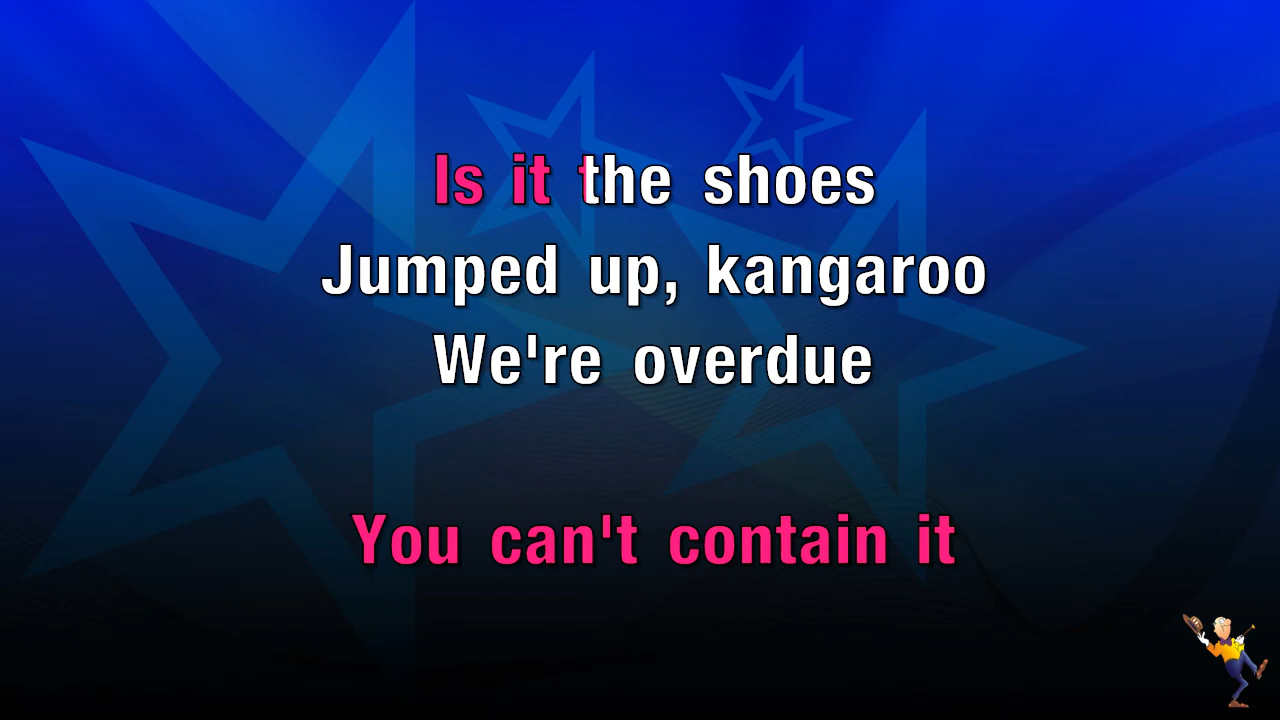 Is it the shoes
Jumped up, kangaroo
We're overdue
You can't contain it